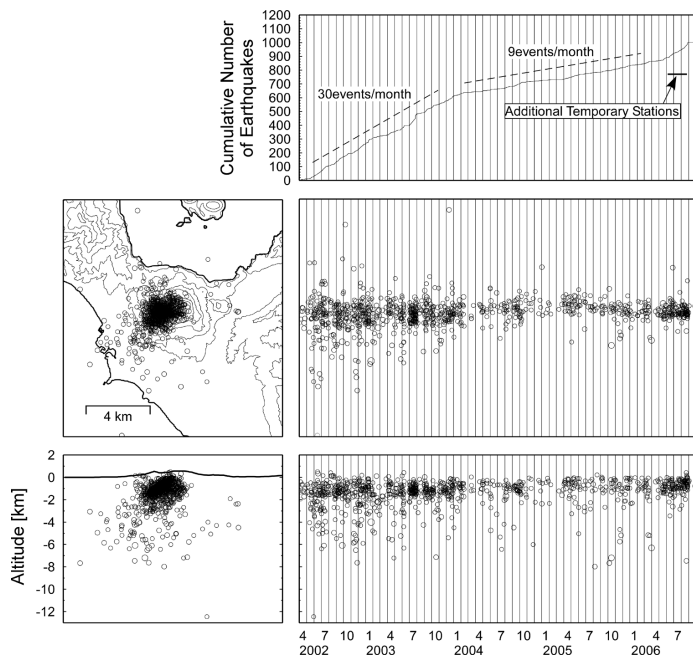 Cumulative Number
of Earthquakes
1200
1100
1000
900
800
700
600
500
400
300
200
100
0
9events/month
30events/month
Additional Temporary Stations
4 km
Altitude [km]
2
0
-2
-4
-6
-8
-10
-12
4 7 10 1 4 7 10 1 4 7 10 1 4 7 10 1 4 7
2002 2003 2004 2005 2006